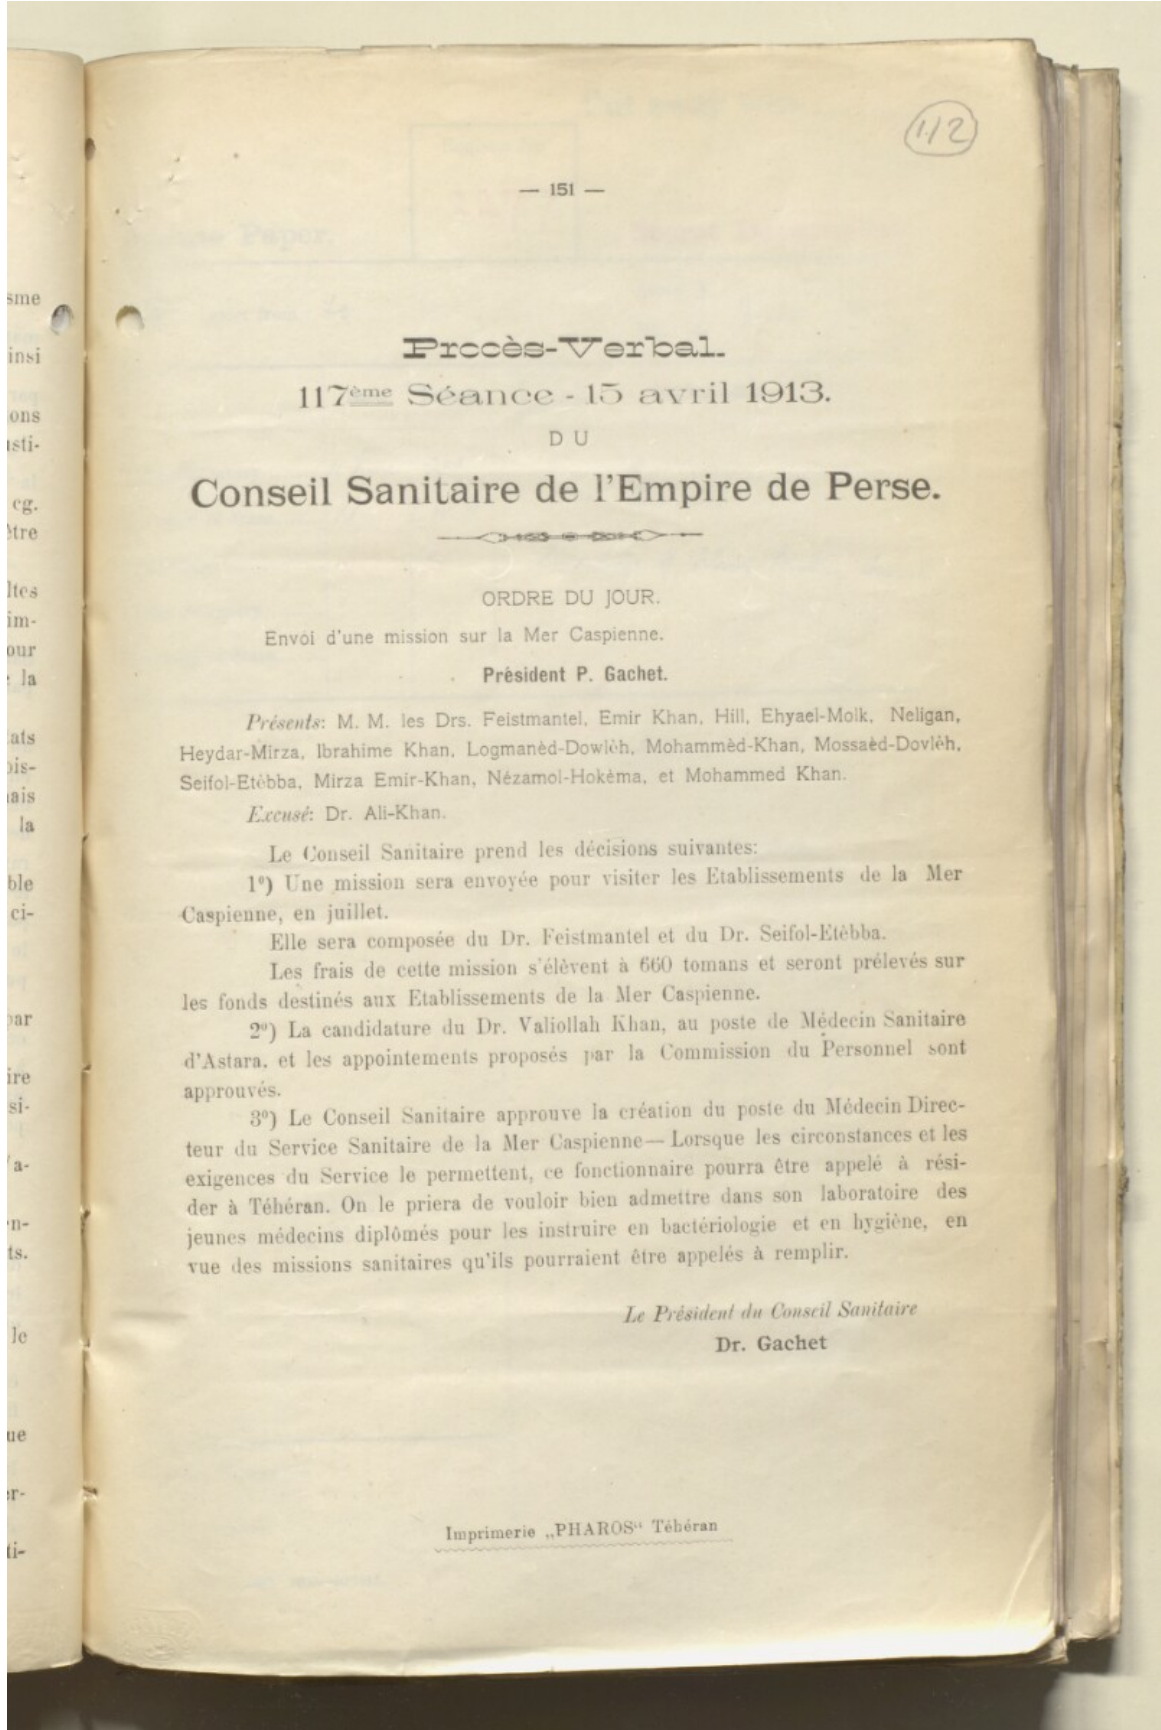 112
— 151 —
Procès-Verbal.
117ème Séance - 15 avril 1913.
DU
Conseil Sanitaire de l'Empire de Perse.
ORDRE DU JOUR.
Envoi d'une mission sur la Mer Caspienne.
Président P. Gachet.
Présents: M. M. les Drs. Feistmantel, Emir Khan, Hill, Ehyael-Molk, Neligan,
Heydar-Mirza, Ibrahime Khan, Logmanèd-Dowlèh, Mohammèd-Khan, Mossaèd-Dovlèh,
Seifol-Etèbba, Mirza Emir-Khan, Nézamol-Hokèma, et Mohammed Khan.
Excusé: Dr. Ali-Khan.
Le Conseil Sanitaire prend les décisions suivantes:
1º) Une mission sera envoyée pour visiter les Etablissements de la Mer
Caspienne, en juillet.
Elle sera composée du Dr. Feistmantel et du Dr. Seifol-Etèbba.
Les frais de cette mission s'élèvent à 660 tomans et seront prélevés sur
les fonds destinés aux Etablissements de la Mer Caspienne.
2º) La candidature du Dr. Valiollah Khan, au poste de Médecin Sanitaire
d'Astara. et les appointements proposés par la Commission du Personnel sont
approuvés.
3º) Le Conseil Sanitaire approuve la création du poste du Médecin Direc-
teur du Service Sanitaire de la Mer Caspienne— Lorsque les circonstances et les
exigences du Service le permettent, ce fonctionnaire pourra être appelé à rési-
der à Téhéran. On le priera de vouloir bien admettre dans son laboratoire des
jeunes médecins diplômés pour les instruire en bactériologie et en hygiène, en
vue des missions sanitaires qu'ils pourraient être appelés à remplir.
Le Président du Conseil Sanitaire
Dr. Gachet
Imprimerie „PHAROS“ Téhéran